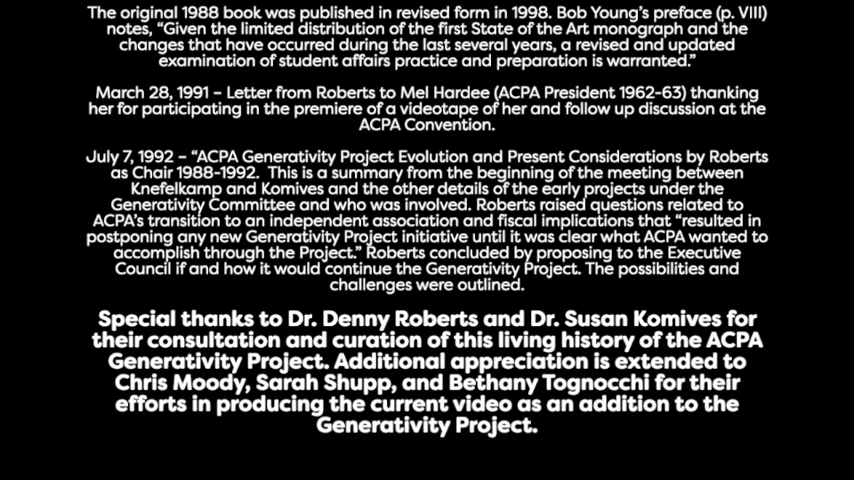 The original 1988 book was published in revised form in 1998. Bob Young's preface (p. VIII)
notes, “Given the limited distribution of the first State of the Art monograph and the
changes that have occurred during the last several years, a revised and updated
examination of student affairs practice and preparation is warranted.”
March 28, 1991 – Letter from Roberts to Mel Hardee (ACPA President 1962-63) thanking
her for participating in the premiere of a videotape of her and follow up discussion at the
ACPA Convention.
July 7, 1992 – “ACPA Generativity Project Evolution and Present Considerations by Roberts
as Chair 1988-1992.  This is a summary from the beginning of the meeting between
Knefelkamp and Komives and the other details of the early projects under the
Generativity Committee and who was involved. Roberts raised questions related to
ACPA's transition to an independent association and fiscal implications that “resulted in
postponing any new Generativity Project initiative until it was clear what ACPA wanted to
accomplish through the Project.” Roberts concluded by proposing to the Executive
Council if and how it would continue the Generativity Project. The possibilities and
challenges were outlined.
Special thanks to Dr. Denny Roberts and Dr. Susan Komives for
their consultation and curation of this living history of the ACPA
Generativity Project. Additional appreciation is extended to
Chris Moody, Sarah Shupp, and Bethany Tognocchi for their
efforts in producing the current video as an addition to the
Generativity Project.